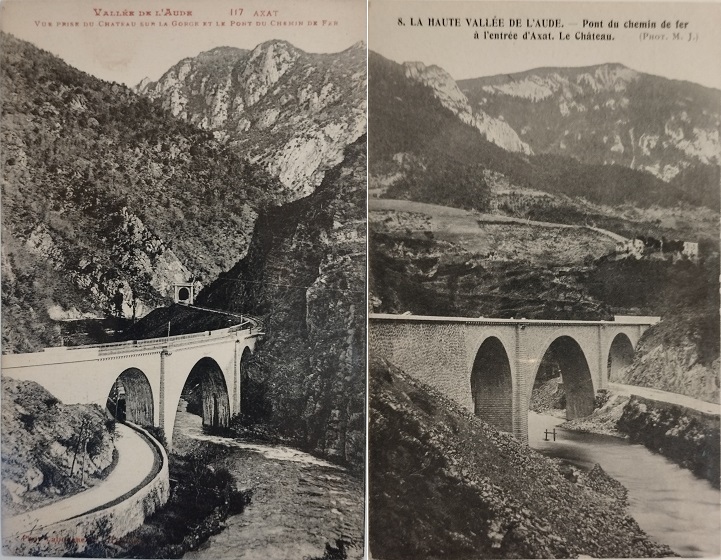 VALLÉE DE L'AUDE 117 AXAT.
VUE PRISE DU CHATEAU SUR LA GORGE ET LE PONT DU CHEMIN DE FER
8. LA HAUTE VALLÉE DE L'AUDE. — Pont du chemin de fer
à l'entrée d'Axat. Le Château. (PHOT. M. J.)